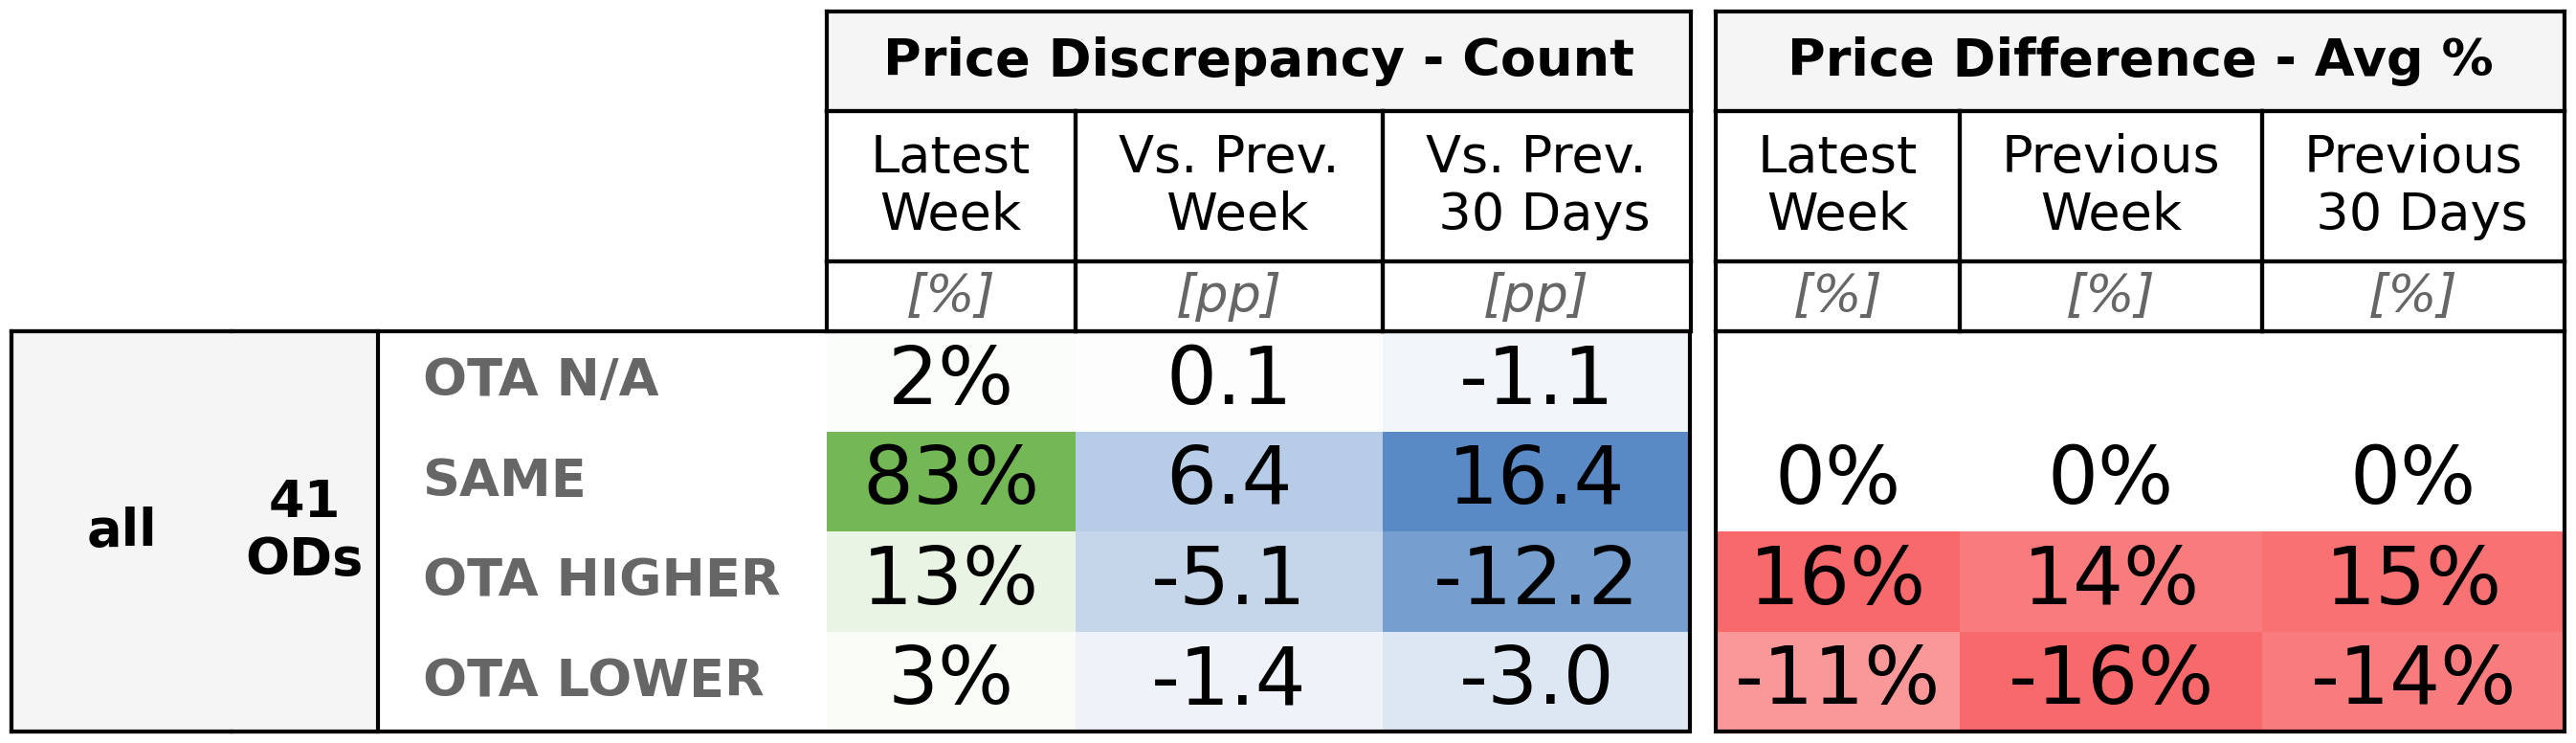 Price Discrepancy - Count Price Difference - Avg %
Latest Week Vs. Prev. Week Vs. Prev. 30 Days Latest Week Previous Week Previous 30 Days
[%] [pp] [pp] [%] [%] [%]
all 41 ODs
OTA N/A 2% 0.1 -1.1
SAME 83% 6.4 16.4 0% 0% 0%
OTA HIGHER 13% -5.1 -12.2 16% 14% 15%
OTA LOWER 3% -1.4 -3.0 -11% -16% -14%